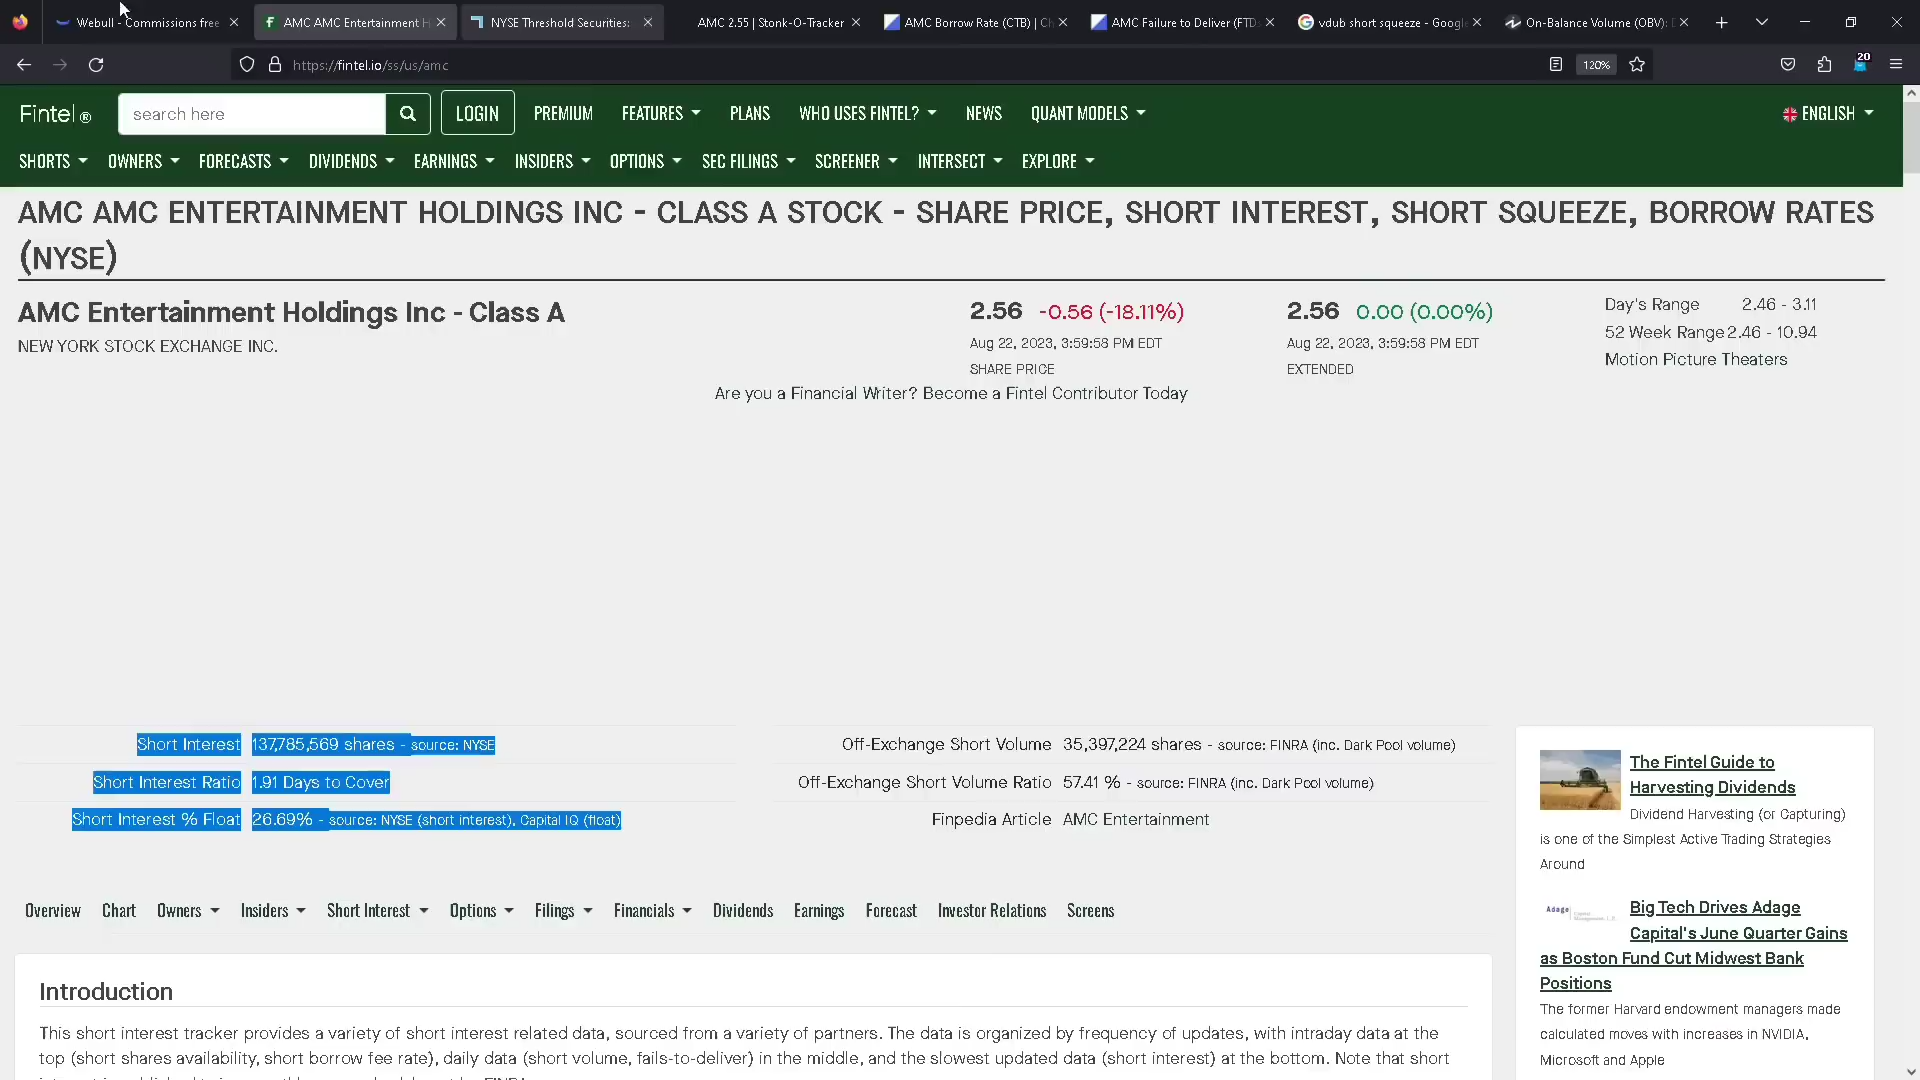 Webull - Commissions free
AMC AMC Entertainment H
NYSE Threshold Securities:
AMC 2.55 | Stonk-O-Tracker
AMC Borrow Rate (CTB) | Ch
AMC Failure to Deliver (FTD
vdub short squeeze - Google
On-Balance Volume (OBV): D
https://fintel.io/ss/us/amc
120%
20
Fintel ®
search here
LOGIN
PREMIUM
FEATURES
PLANS
WHO USES FINTEL?
NEWS
QUANT MODELS
ENGLISH
SHORTS
OWNERS
FORECASTS
DIVIDENDS
EARNINGS
INSIDERS
OPTIONS
SEC FILINGS
SCREENER
INTERSECT
EXPLORE
AMC AMC ENTERTAINMENT HOLDINGS INC - CLASS A STOCK - SHARE PRICE, SHORT INTEREST, SHORT SQUEEZE, BORROW RATES
(NYSE)
AMC Entertainment Holdings Inc - Class A
NEW YORK STOCK EXCHANGE INC.
2.56 -0.56 (-18.11%)
Aug 22, 2023, 3:59:58 PM EDT
SHARE PRICE
2.56 0.00 (0.00%)
Aug 22, 2023, 3:59:58 PM EDT
EXTENDED
Day's Range 2.46 - 3.11
52 Week Range 2.46 - 10.94
Motion Picture Theaters
Are you a Financial Writer? Become a Fintel Contributor Today
Short Interest 137,785,569 shares - source: NYSE
Short Interest Ratio 1.91 Days to Cover
Short Interest % Float 26.69% - source: NYSE (short interest), Capital IQ (float)
Off-Exchange Short Volume 35,397,224 shares - source: FINRA (inc. Dark Pool volume)
Off-Exchange Short Volume Ratio 57.41 % - source: FINRA (inc. Dark Pool volume)
Finpedia Article AMC Entertainment
The Fintel Guide to
Harvesting Dividends
Dividend Harvesting (or Capturing)
is one of the Simplest Active Trading Strategies
Around
Adage
Big Tech Drives Adage
Capital's June Quarter Gains
as Boston Fund Cut Midwest Bank
Positions
The former Harvard endowment managers made
calculated moves with increases in NVIDIA,
Microsoft and Apple
Overview
Chart
Owners
Insiders
Short Interest
Options
Filings
Financials
Dividends
Earnings
Forecast
Investor Relations
Screens
Introduction
This short interest tracker provides a variety of short interest related data, sourced from a variety of partners. The data is organized by frequency of updates, with intraday data at the
top (short shares availability, short borrow fee rate), daily data (short volume, fails-to-deliver) in the middle, and the slowest updated data (short interest) at the bottom. Note that short